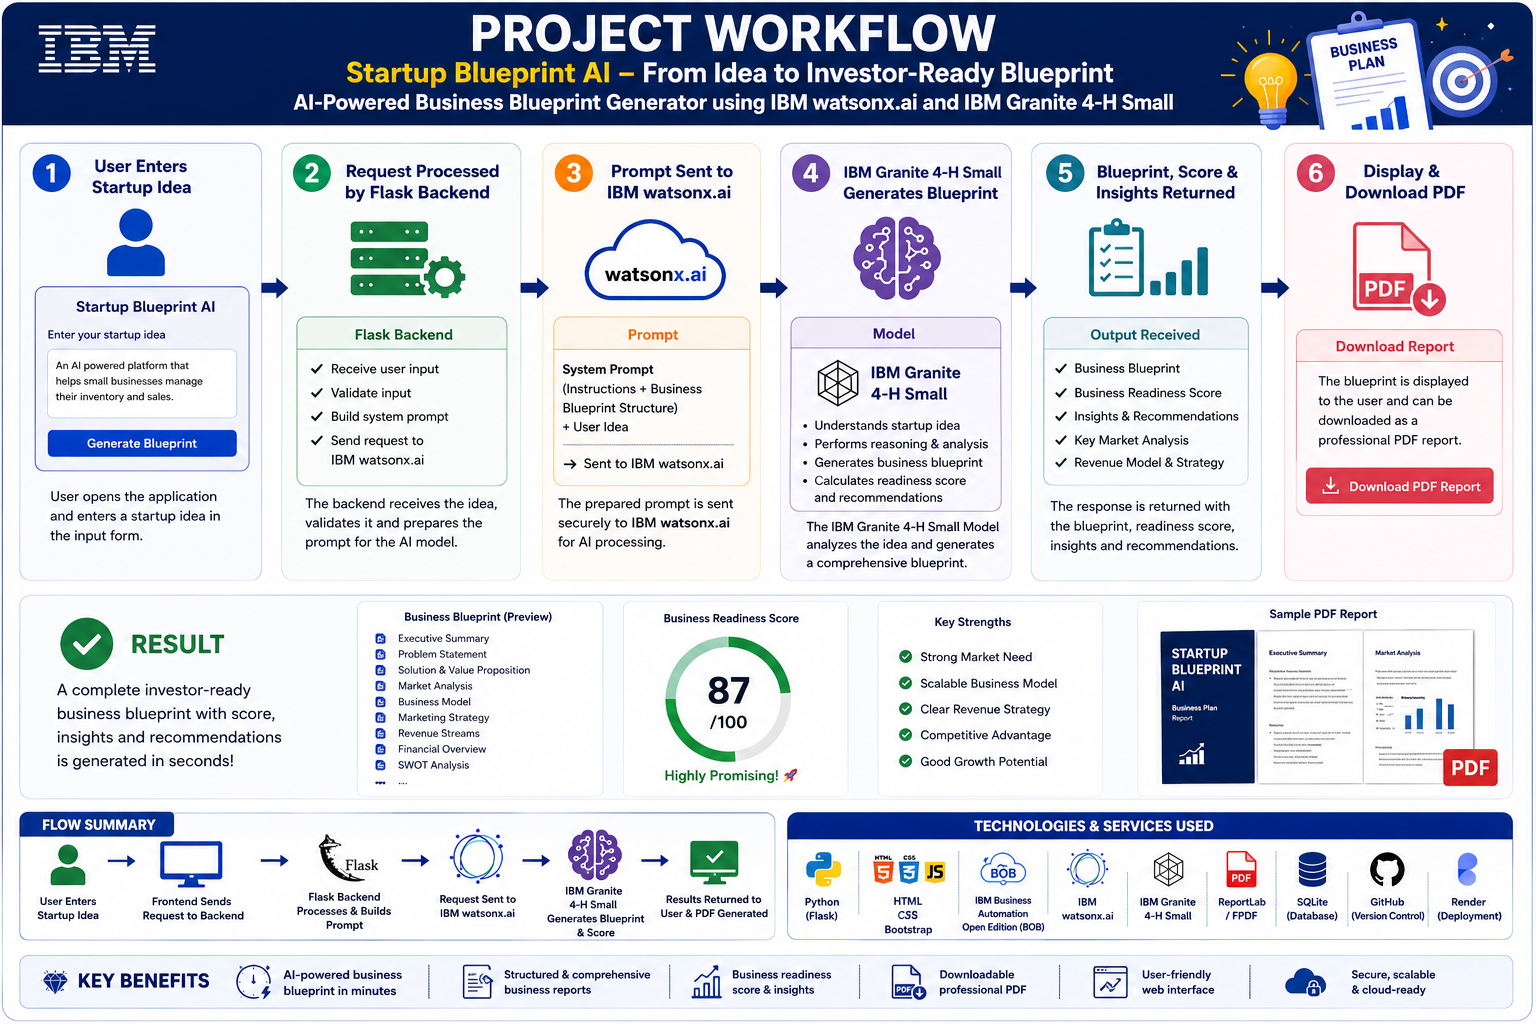 IBM
PROJECT WORKFLOW
Startup Blueprint AI – From Idea to Investor-Ready Blueprint
AI-Powered Business Blueprint Generator using IBM watsonx.ai and IBM Granite 4-H Small
BUSINESS
PLAN
1
User Enters
Startup Idea
Startup Blueprint AI
Enter your startup idea
An AI powered platform that
helps small businesses manage
their inventory and sales.
Generate Blueprint
User opens the application
and enters a startup idea in
the input form.
2
Request Processed
by Flask Backend
Flask Backend
Receive user input
Validate input
Build system prompt
Send request to
IBM watsonx.ai
The backend receives the idea,
validates it and prepares the
prompt for the AI model.
3
Prompt Sent to
IBM watsonx.ai
watsonx.ai
Prompt
System Prompt
(Instructions + Business
Blueprint Structure)
+ User Idea
→ Sent to IBM watsonx.ai
The prepared prompt is sent
securely to IBM watsonx.ai
for AI processing.
4
IBM Granite 4-H Small
Generates Blueprint
Model
IBM Granite
4-H Small
• Understands startup idea
• Performs reasoning & analysis
• Generates business blueprint
• Calculates readiness score
and recommendations
The IBM Granite 4-H Small Model
analyzes the idea and generates
a comprehensive blueprint.
5
Blueprint, Score &
Insights Returned
Output Received
Business Blueprint
Business Readiness Score
Insights & Recommendations
Key Market Analysis
Revenue Model & Strategy
The response is returned with
the blueprint, readiness score,
insights and recommendations.
6
Display &
Download PDF
PDF
Download Report
The blueprint is displayed
to the user and can be
downloaded as a
professional PDF report.
Download PDF Report
RESULT
A complete investor-ready
business blueprint with score,
insights and recommendations
is generated in seconds!
Business Blueprint (Preview)
Executive Summary
Problem Statement
Solution & Value Proposition
Market Analysis
Business Model
Marketing Strategy
Revenue Streams
Financial Overview
SWOT Analysis
...
Business Readiness Score
87
/100
Highly Promising!
Key Strengths
Strong Market Need
Scalable Business Model
Clear Revenue Strategy
Competitive Advantage
Good Growth Potential
Sample PDF Report
STARTUP
BLUEPRINT
AI
Business Plan
Report
Executive Summary
Market Analysis
PDF
FLOW SUMMARY
User Enters
Startup Idea
Frontend Sends
Request to Backend
Flask
Flask Backend
Processes & Builds
Prompt
Request Sent to
IBM watsonx.ai
IBM Granite
4-H Small
Generates Blueprint
& Score
Results Returned to
User & PDF Generated
TECHNOLOGIES & SERVICES USED
Python
(Flask)
HTML CSS JS
HTML
CSS
Bootstrap
BOB
IBM Business
Automation
Open Edition (BOB)
IBM
watsonx.ai
IBM Granite
4-H Small
PDF
ReportLab
/ FPDF
SQLite
(Database)
GitHub
(Version Control)
Render
(Deployment)
KEY BENEFITS
AI-powered business
blueprint in minutes
Structured & comprehensive
business reports
Business readiness
score & insights
PDF
Downloadable
professional PDF
User-friendly
web interface
Secure, scalable
& cloud-ready